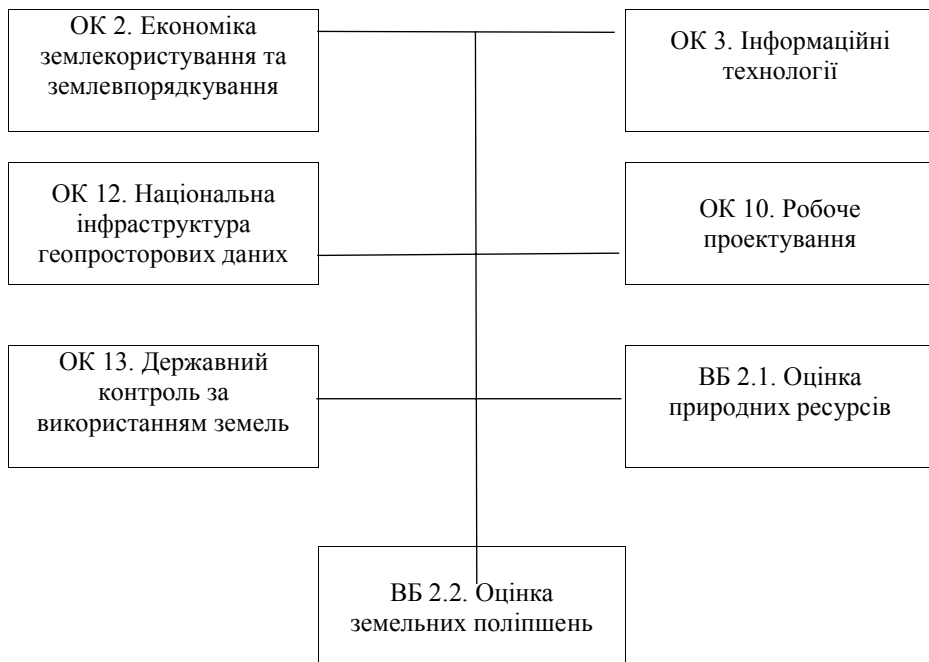 ОК 2. Економіка
землекористування та
землевпорядкування
ОК 3. Інформаційні
технології
ОК 12. Національна
інфраструктура
геопросторових даних
ОК 10. Робоче
проектування
ОК 13. Державний
контроль за
використанням земель
ВБ 2.1. Оцінка
природних ресурсів
ВБ 2.2. Оцінка
земельних поліпшень